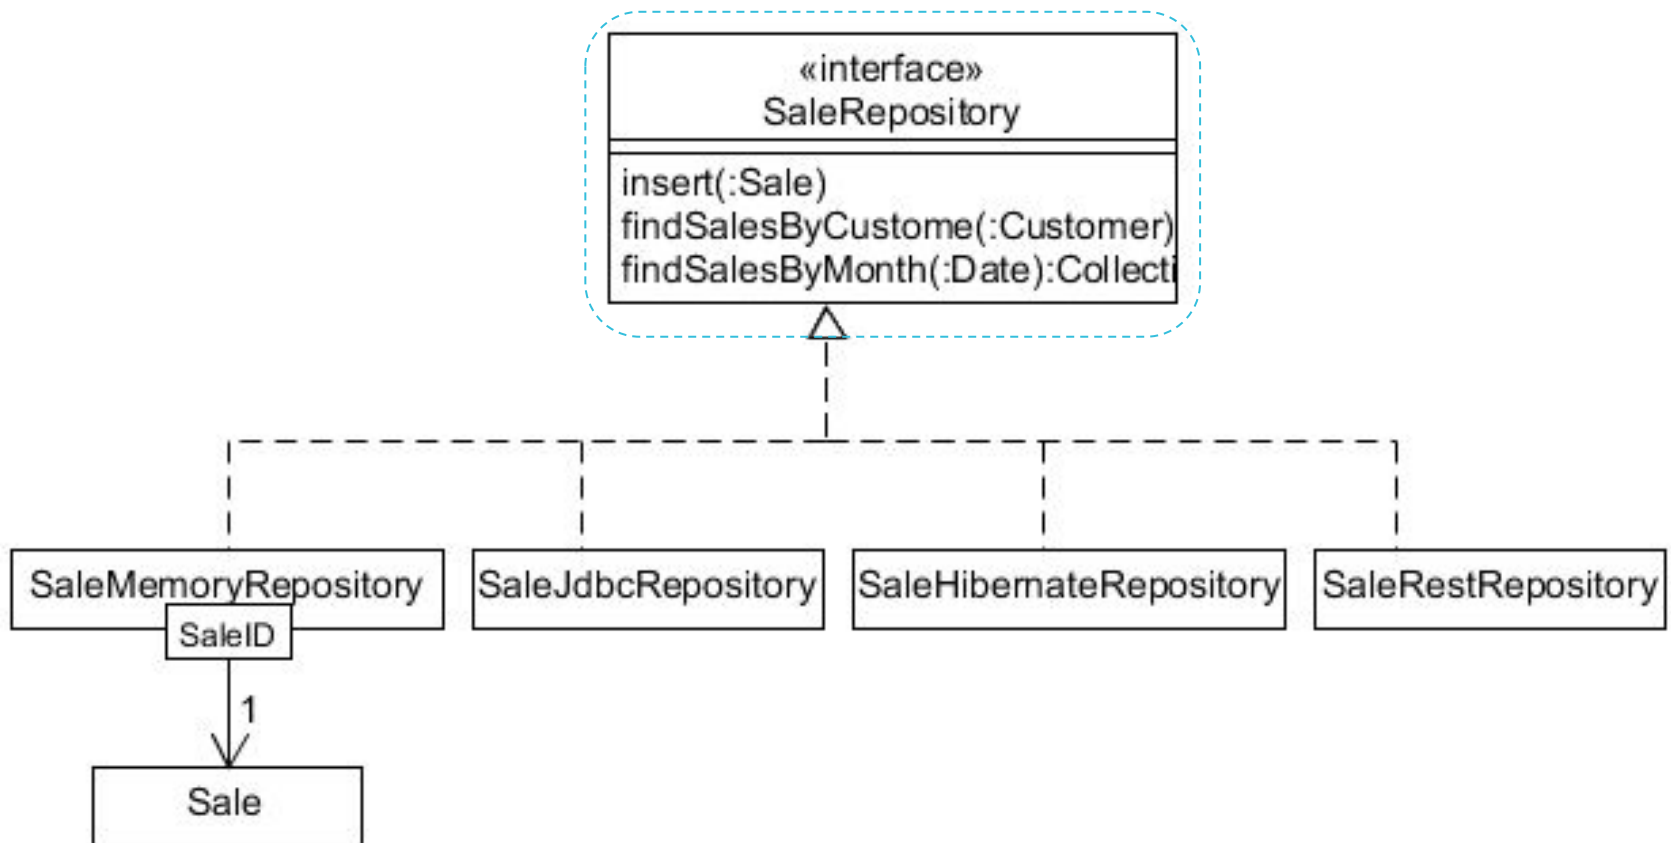 «interface»
SaleRepository
insert(:Sale)
findSalesByCustome(:Customer)
findSalesByMonth(:Date):Collecti
SaleMemoryRepository
SaleJdbcRepository
SaleHibernateRepository
SaleRestRepository
SaleID
1
Sale